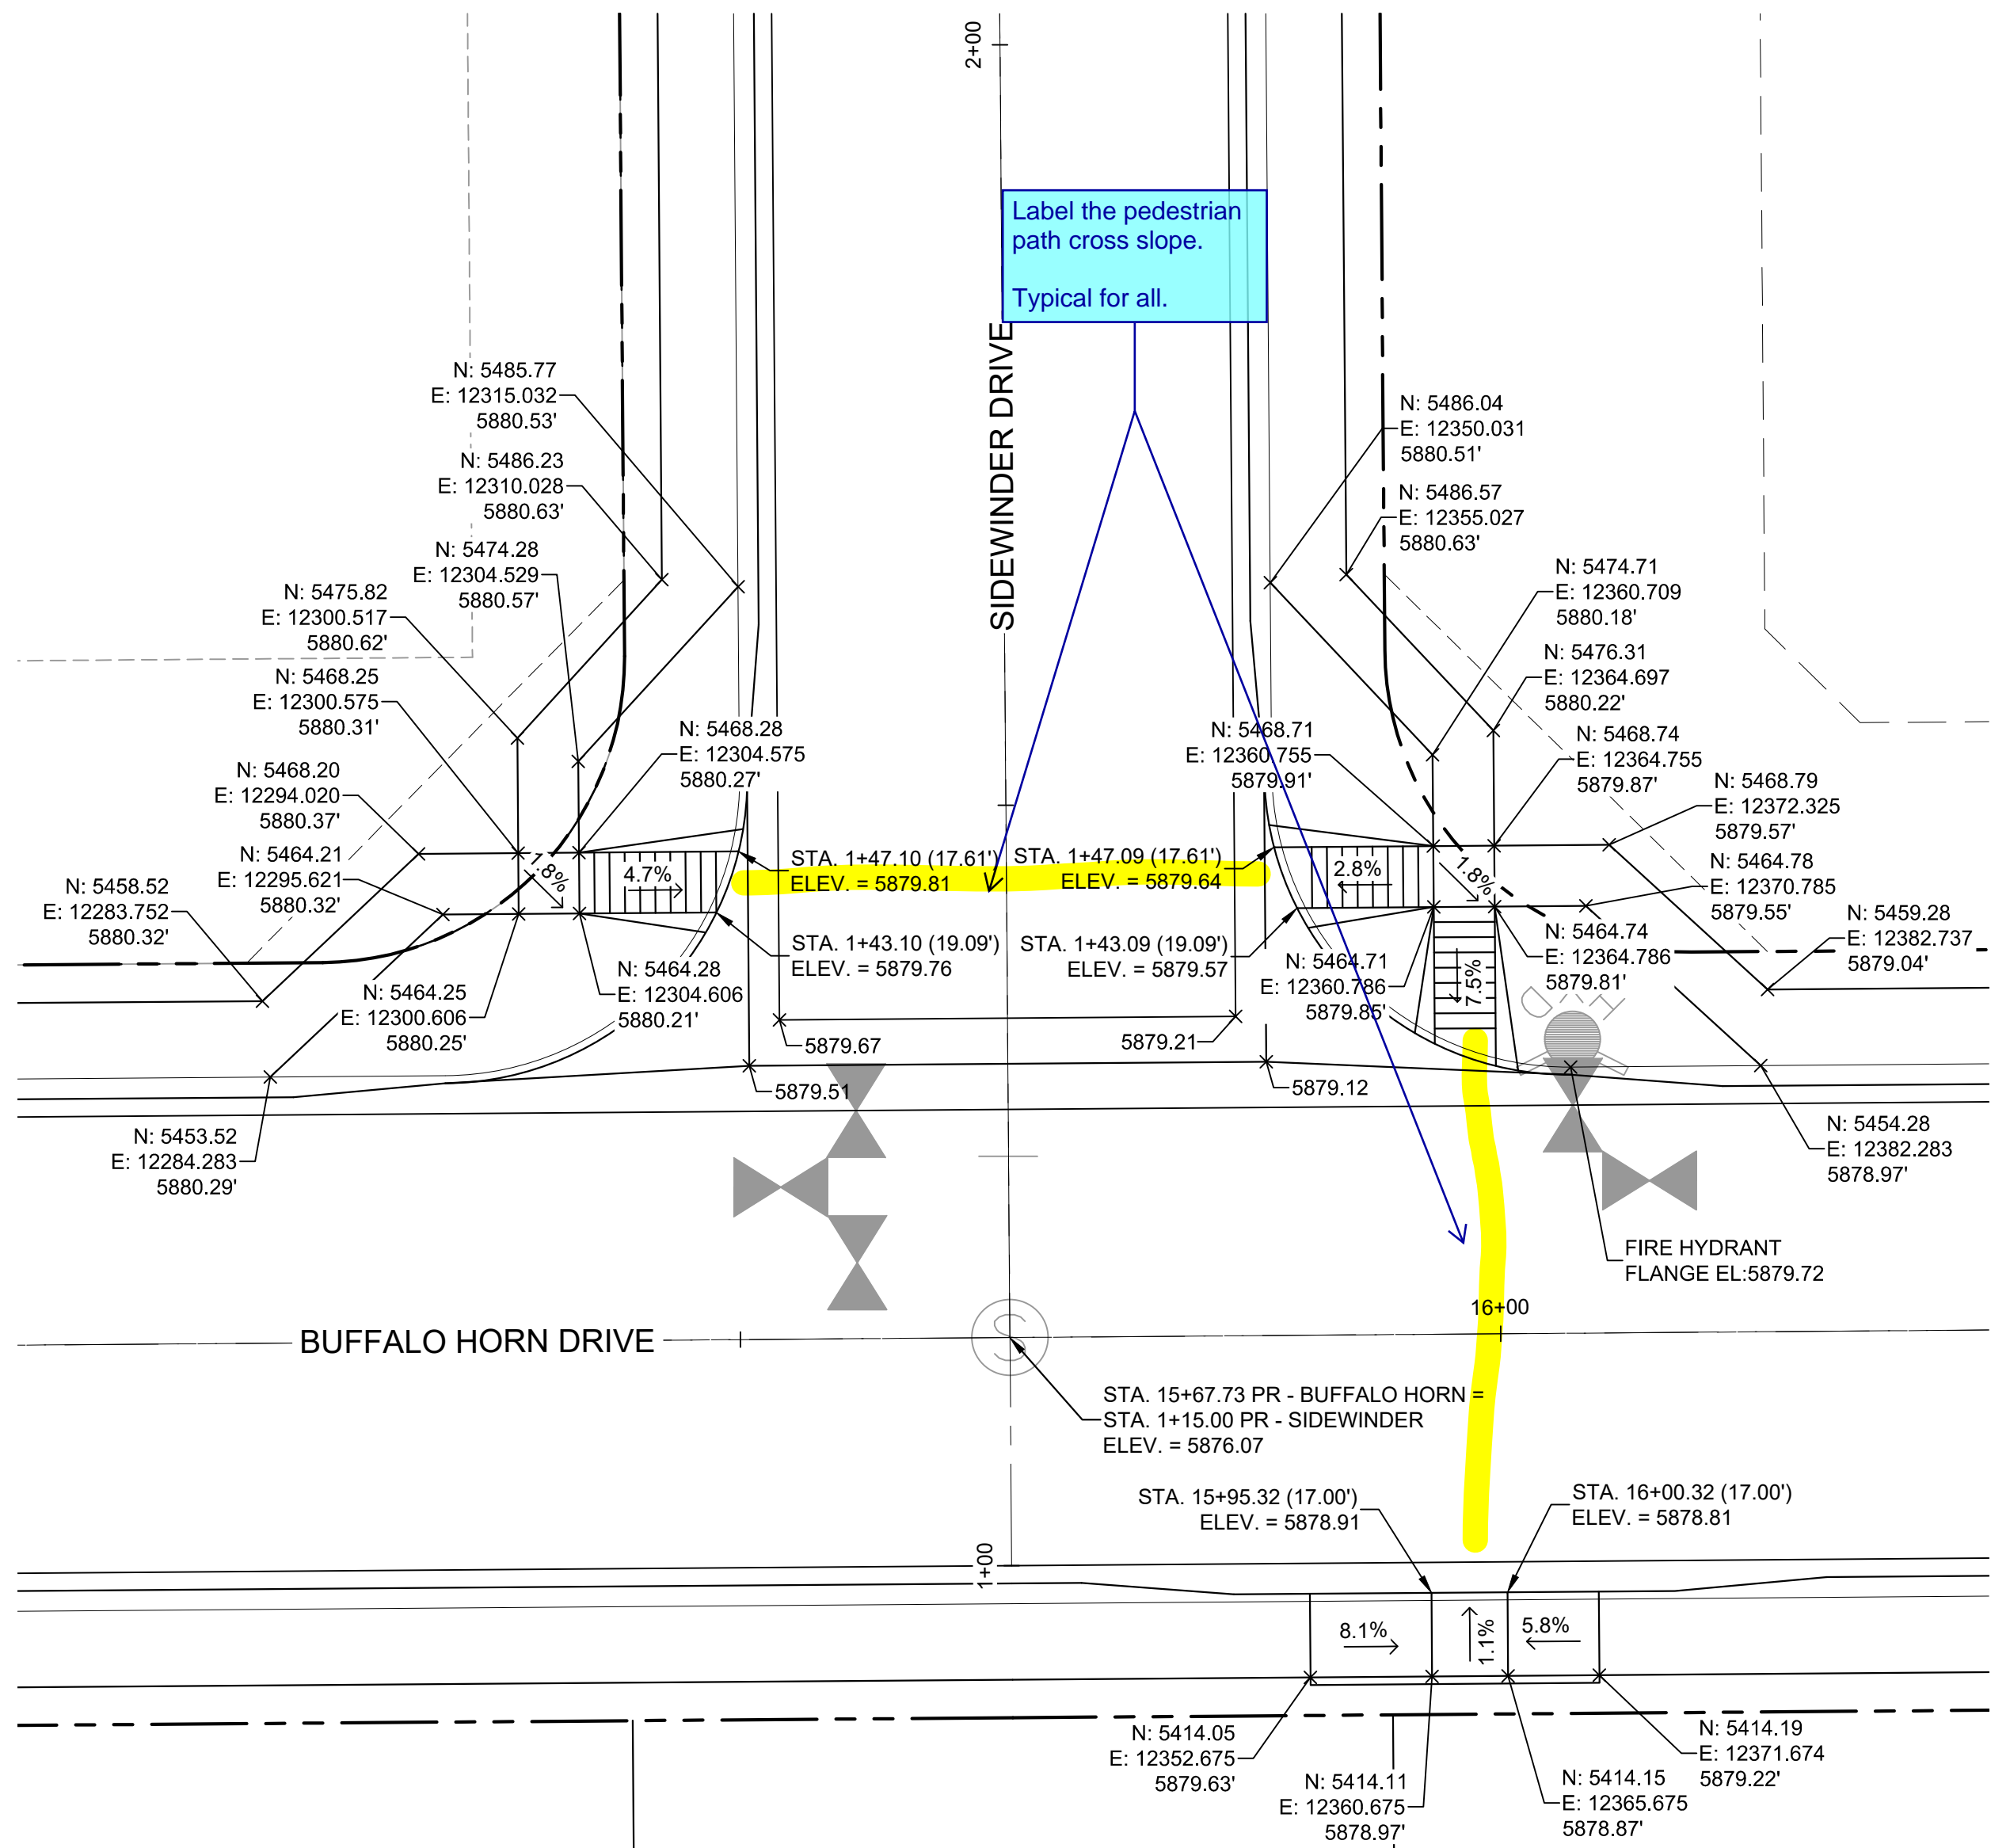 2+00
Label the pedestrian
path cross slope.
Typical for all.
SIDEWINDER DRIVE
N: 5485.77
E: 12315.032
5880.53'
N: 5486.23
E: 12310.028
5880.63'
N: 5474.28
E: 12304.529
5880.57'
N: 5475.82
E: 12300.517
5880.62'
N: 5468.25
E: 12300.575
5880.31'
N: 5468.20
E: 12294.020
5880.37'
N: 5464.21
E: 12295.621
5880.32'
N: 5458.52
E: 12283.752
5880.32'
N: 5464.25
E: 12300.606
5880.25'
N: 5453.52
E: 12284.283
5880.29'
N: 5468.28
E: 12304.575
5880.27'
1.8%
4.7%
N: 5464.28
E: 12304.606
5880.21'
STA. 1+47.10 (17.61')
ELEV. = 5879.81
STA. 1+43.10 (19.09')
ELEV. = 5879.76
5879.67
5879.51
N: 5486.04
E: 12350.031
5880.51'
N: 5486.57
E: 12355.027
5880.63'
N: 5474.71
E: 12360.709
5880.18'
N: 5476.31
E: 12364.697
5880.22'
N: 5468.71
E: 12360.755
5879.91'
N: 5468.74
E: 12364.755
5879.87'
N: 5468.79
E: 12372.325
5879.57'
STA. 1+47.09 (17.61')
ELEV. = 5879.64
2.8%
1.8%
N: 5464.78
E: 12370.785
5879.55'
STA. 1+43.09 (19.09')
ELEV. = 5879.57
N: 5464.71
E: 12360.786
5879.85'
7.5%
N: 5464.74
E: 12364.786
5879.81'
N: 5459.28
E: 12382.737
5879.04'
5879.21
5879.12
N: 5454.28
E: 12382.283
5878.97'
FIRE HYDRANT
FLANGE EL:5879.72
16+00
BUFFALO HORN DRIVE
S
STA. 15+67.73 PR - BUFFALO HORN =
STA. 1+15.00 PR - SIDEWINDER
ELEV. = 5876.07
STA. 15+95.32 (17.00')
ELEV. = 5878.91
STA. 16+00.32 (17.00')
ELEV. = 5878.81
1+00
8.1%
1.1%
5.8%
N: 5414.05
E: 12352.675
5879.63'
N: 5414.11
E: 12360.675
5878.97'
N: 5414.15
E: 12365.675
5878.87'
N: 5414.19
E: 12371.674
5879.22'